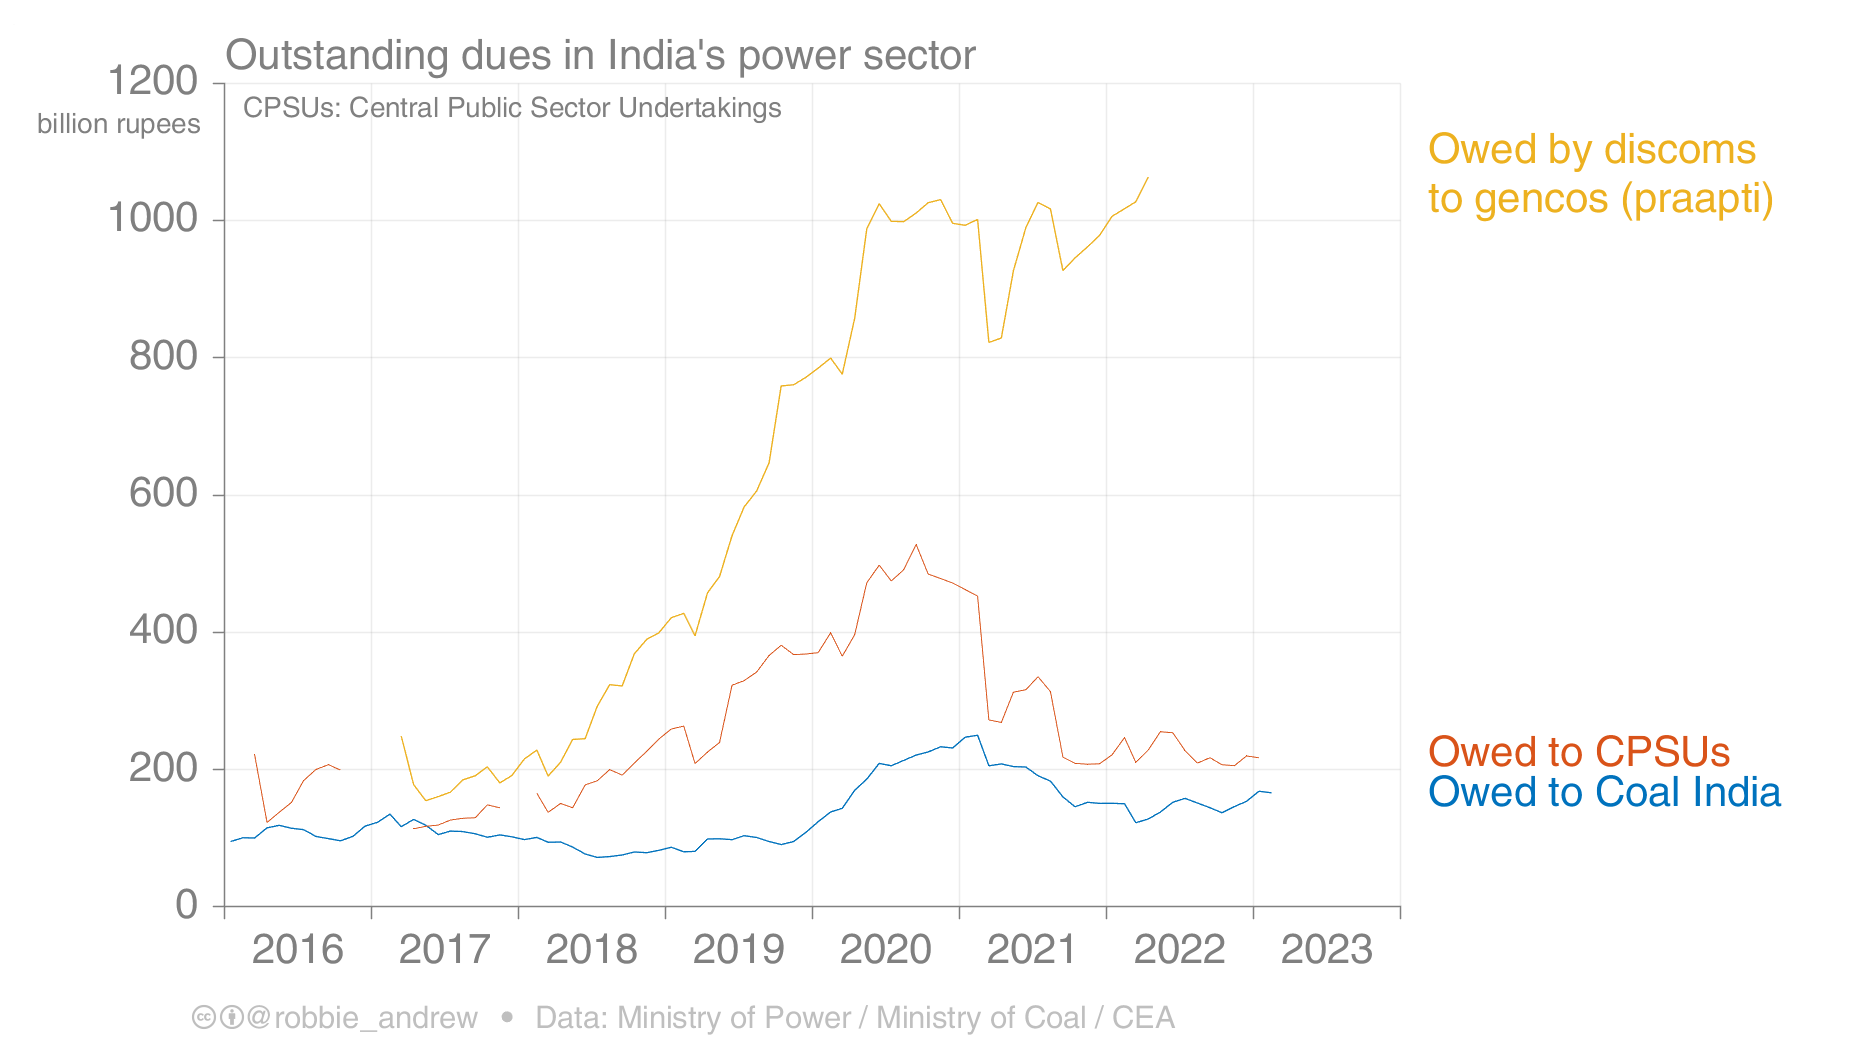 Outstanding dues in India's power sector
1200
billion rupees
CPSUs: Central Public Sector Undertakings
Owed by discoms
to gencos (praapti)
1000
800
600
400
200
0
Owed to CPSUs
Owed to Coal India
2016 2017 2018 2019 2020 2021 2022 2023
cc @robbie_andrew • Data: Ministry of Power / Ministry of Coal / CEA